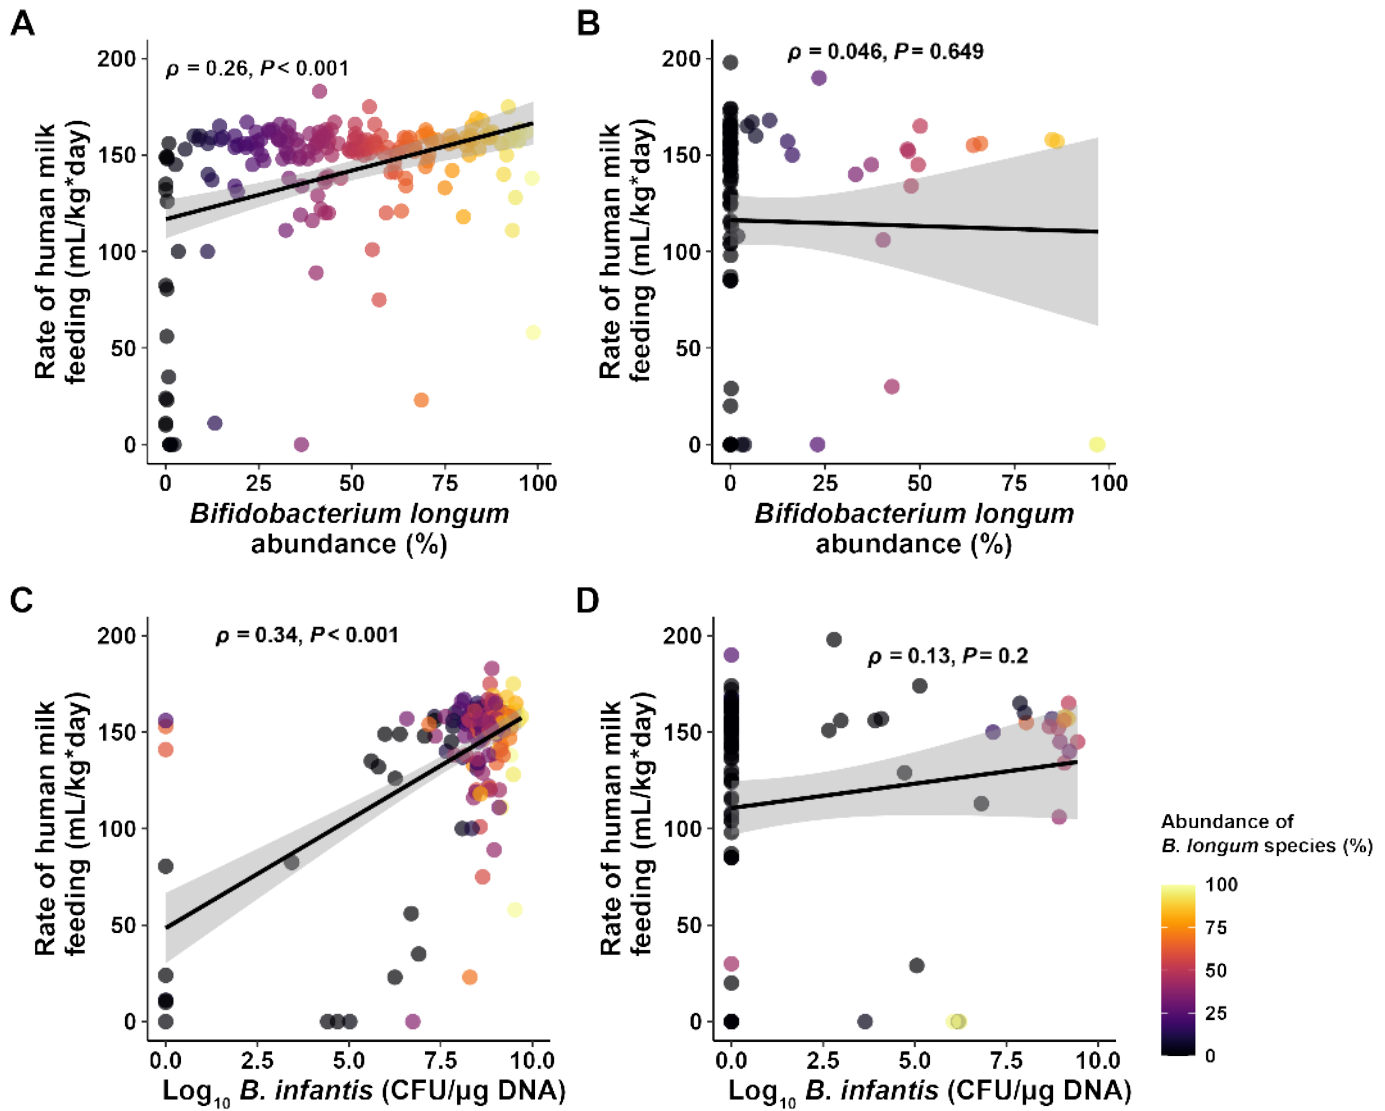 A
ρ = 0.26, P < 0.001
200
150
100
50
0
Rate of human milk
feeding (mL/kg*day)
0 25 50 75 100
Bifidobacterium longum
abundance (%)
B
ρ = 0.046, P = 0.649
200
150
100
50
0
Rate of human milk
feeding (mL/kg*day)
0 25 50 75 100
Bifidobacterium longum
abundance (%)
C
ρ = 0.34, P < 0.001
200
150
100
50
0
Rate of human milk
feeding (mL/kg*day)
0.0 2.5 5.0 7.5 10.0
Log₁₀ B. infantis (CFU/µg DNA)
D
ρ = 0.13, P = 0.2
200
150
100
50
0
Rate of human milk
feeding (mL/kg*day)
0.0 2.5 5.0 7.5 10.0
Log₁₀ B. infantis (CFU/µg DNA)
Abundance of
B. longum species (%)
100
75
50
25
0